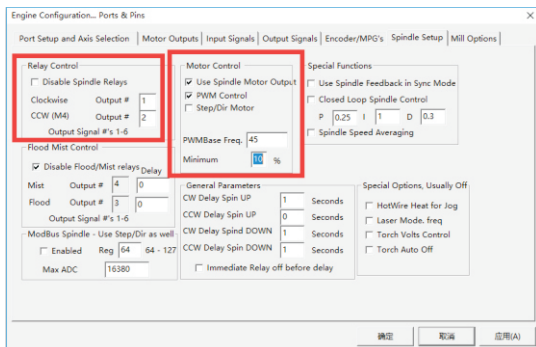 Engine Configuration... Ports & Pins
Port Setup and Axis Selection Motor Outputs Input Signals Output Signals Encoder/MPG's Spindle Setup Mill Options
Relay Control
Disable Spindle Relays
Clockwise Output # 1
CCW (M4) Output # 2
Output Signal #'s 1-6
Motor Control
Use Spindle Motor Output
PWM Control
Step/Dir Motor
PWMBase Freq. 45
Minimum 10 %
Special Functions
Use Spindle Feedback in Sync Mode
Closed Loop Spindle Control
P 0.25 I 1 D 0.3
Spindle Speed Averaging
Flood Mist Control
Disable Flood/Mist relays Delay
Mist Output # 4 0
Flood Output # 3 0
Output Signal #'s 1-6
General Parameters
CW Delay Spin UP 1 Seconds
CCW Delay Spin UP 0 Seconds
CW Delay Spind DOWN 1 Seconds
CCW Delay Spin DOWN 1 Seconds
Immediate Relay off before delay
Special Options, Usually Off
HotWire Heat for Jog
Laser Mode. freq
Torch Volts Control
Torch Auto Off
ModBus Spindle - Use Step/Dir as well
Enabled Reg 64 64 - 127
Max ADC 16380
确定 取消 应用(A)